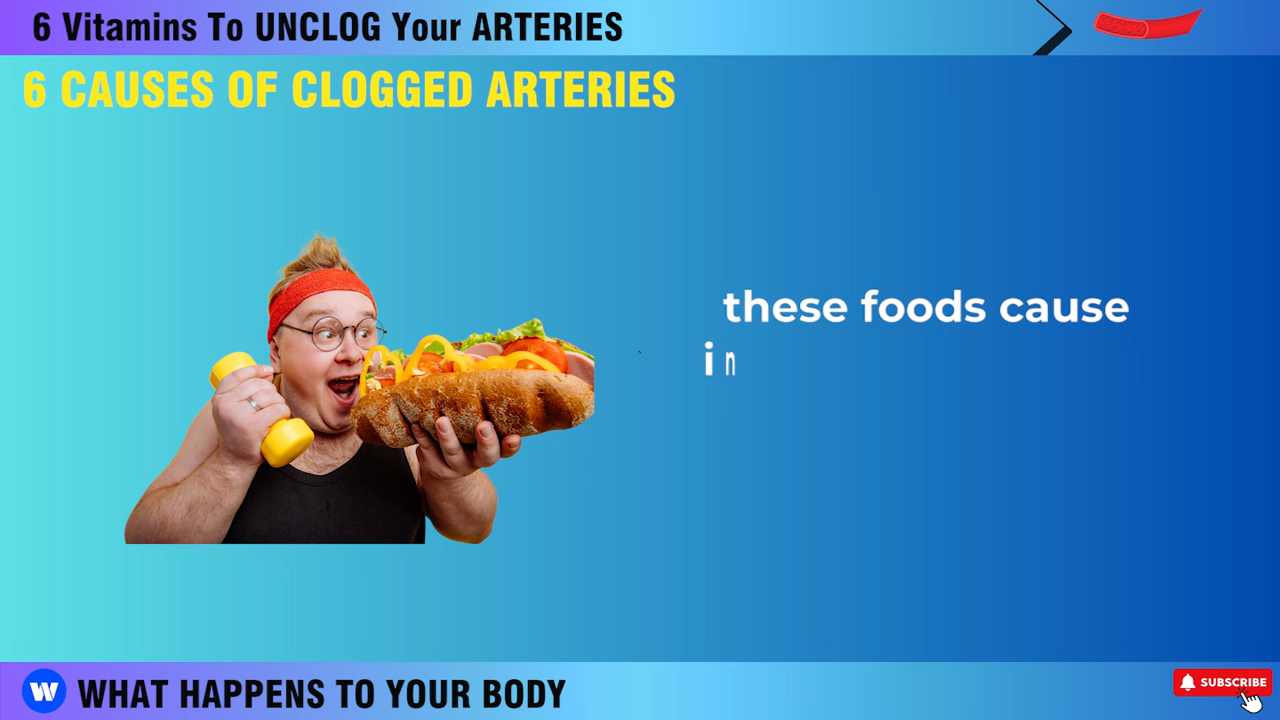 6 Vitamins To UNCLOG Your ARTERIES
6 CAUSES OF CLOGGED ARTERIES
these foods cause
in
W WHAT HAPPENS TO YOUR BODY
SUBSCRIBE